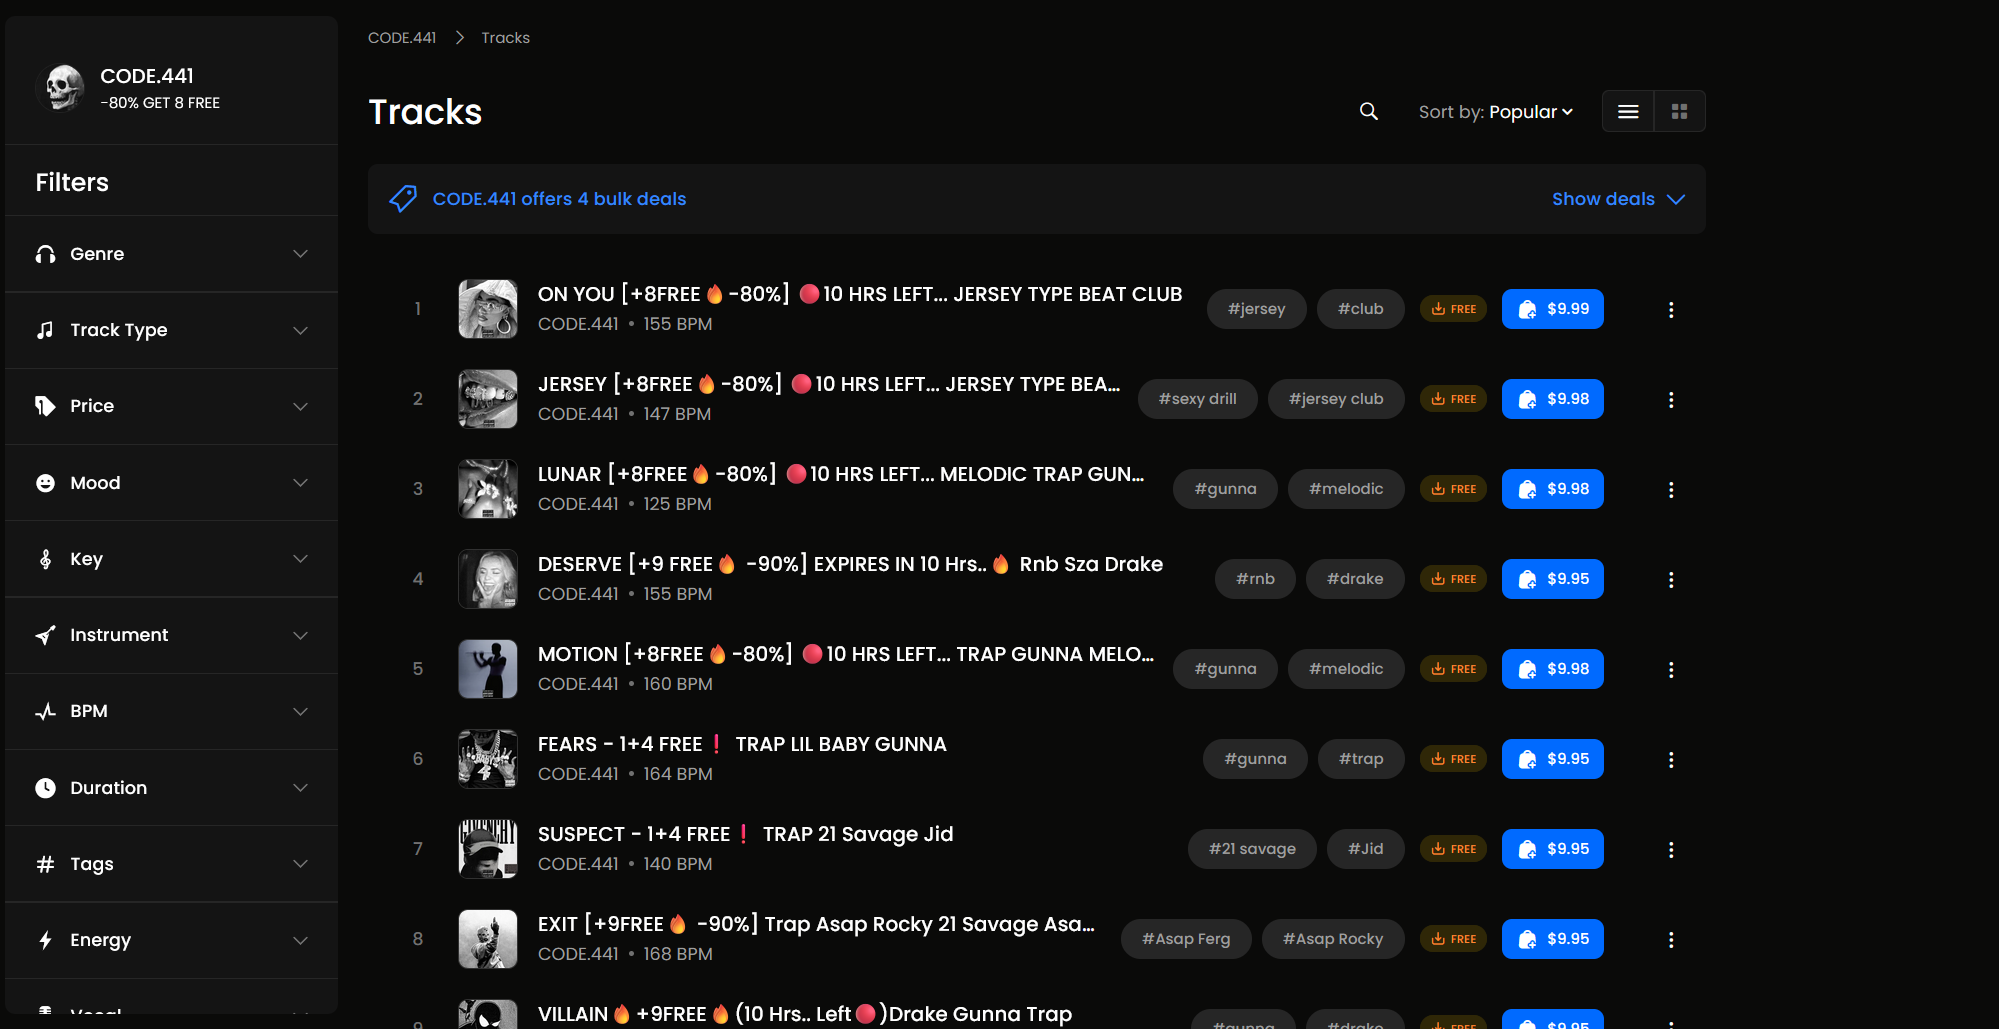 CODE.441
-80% GET 8 FREE
Filters
Genre
Track Type
Price
Mood
Key
Instrument
BPM
Duration
Tags
Energy
Vocal
CODE.441 > Tracks
Tracks
Sort by: Popular
CODE.441 offers 4 bulk deals
Show deals
1
ON YOU [+8FREE🔥-80%] 🔴10 HRS LEFT... JERSEY TYPE BEAT CLUB
CODE.441 • 155 BPM
#jersey #club FREE $9.99
2
JERSEY [+8FREE🔥-80%] 🔴10 HRS LEFT... JERSEY TYPE BEA...
CODE.441 • 147 BPM
#sexy drill #jersey club FREE $9.98
3
LUNAR [+8FREE🔥-80%] 🔴10 HRS LEFT... MELODIC TRAP GUN...
CODE.441 • 125 BPM
#gunna #melodic FREE $9.98
4
DESERVE [+9 FREE🔥 -90%] EXPIRES IN 10 Hrs..🔥 Rnb Sza Drake
CODE.441 • 155 BPM
#rnb #drake FREE $9.95
5
MOTION [+8FREE🔥-80%] 🔴10 HRS LEFT... TRAP GUNNA MELO...
CODE.441 • 160 BPM
#gunna #melodic FREE $9.98
6
FEARS - 1+4 FREE❗ TRAP LIL BABY GUNNA
CODE.441 • 164 BPM
#gunna #trap FREE $9.95
7
SUSPECT - 1+4 FREE❗ TRAP 21 Savage Jid
CODE.441 • 140 BPM
#21 savage #Jid FREE $9.95
8
EXIT [+9FREE🔥 -90%] Trap Asap Rocky 21 Savage Asa...
CODE.441 • 168 BPM
#Asap Ferg #Asap Rocky FREE $9.95
9
VILLAIN🔥+9FREE🔥(10 Hrs.. Left🔴)Drake Gunna Trap
#gunna #drake FREE $9.95